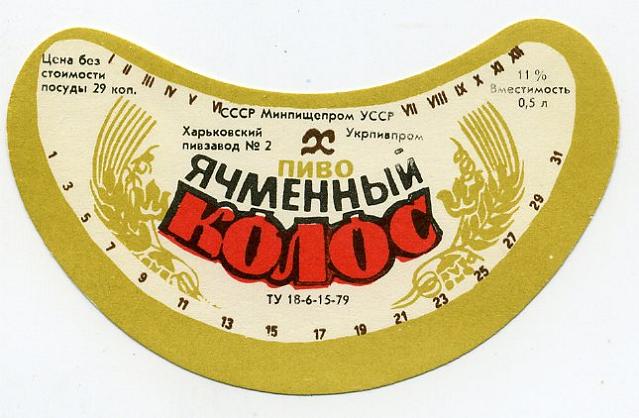 Цена без
стоимости
посуды 29 коп.
I II III IV V VI VII VIII IX X XI XII
11 %
Вместимость
0,5 л
СССР Минпищепром УССР
Харьковский
пивзавод № 2
Укрпивпром
ПИВО
ЯЧМЕННЫЙ
КОЛОС
ТУ 18-6-15-79
1 3 5 7 9 11 13 15 17 19 21 23 25 27 29 31